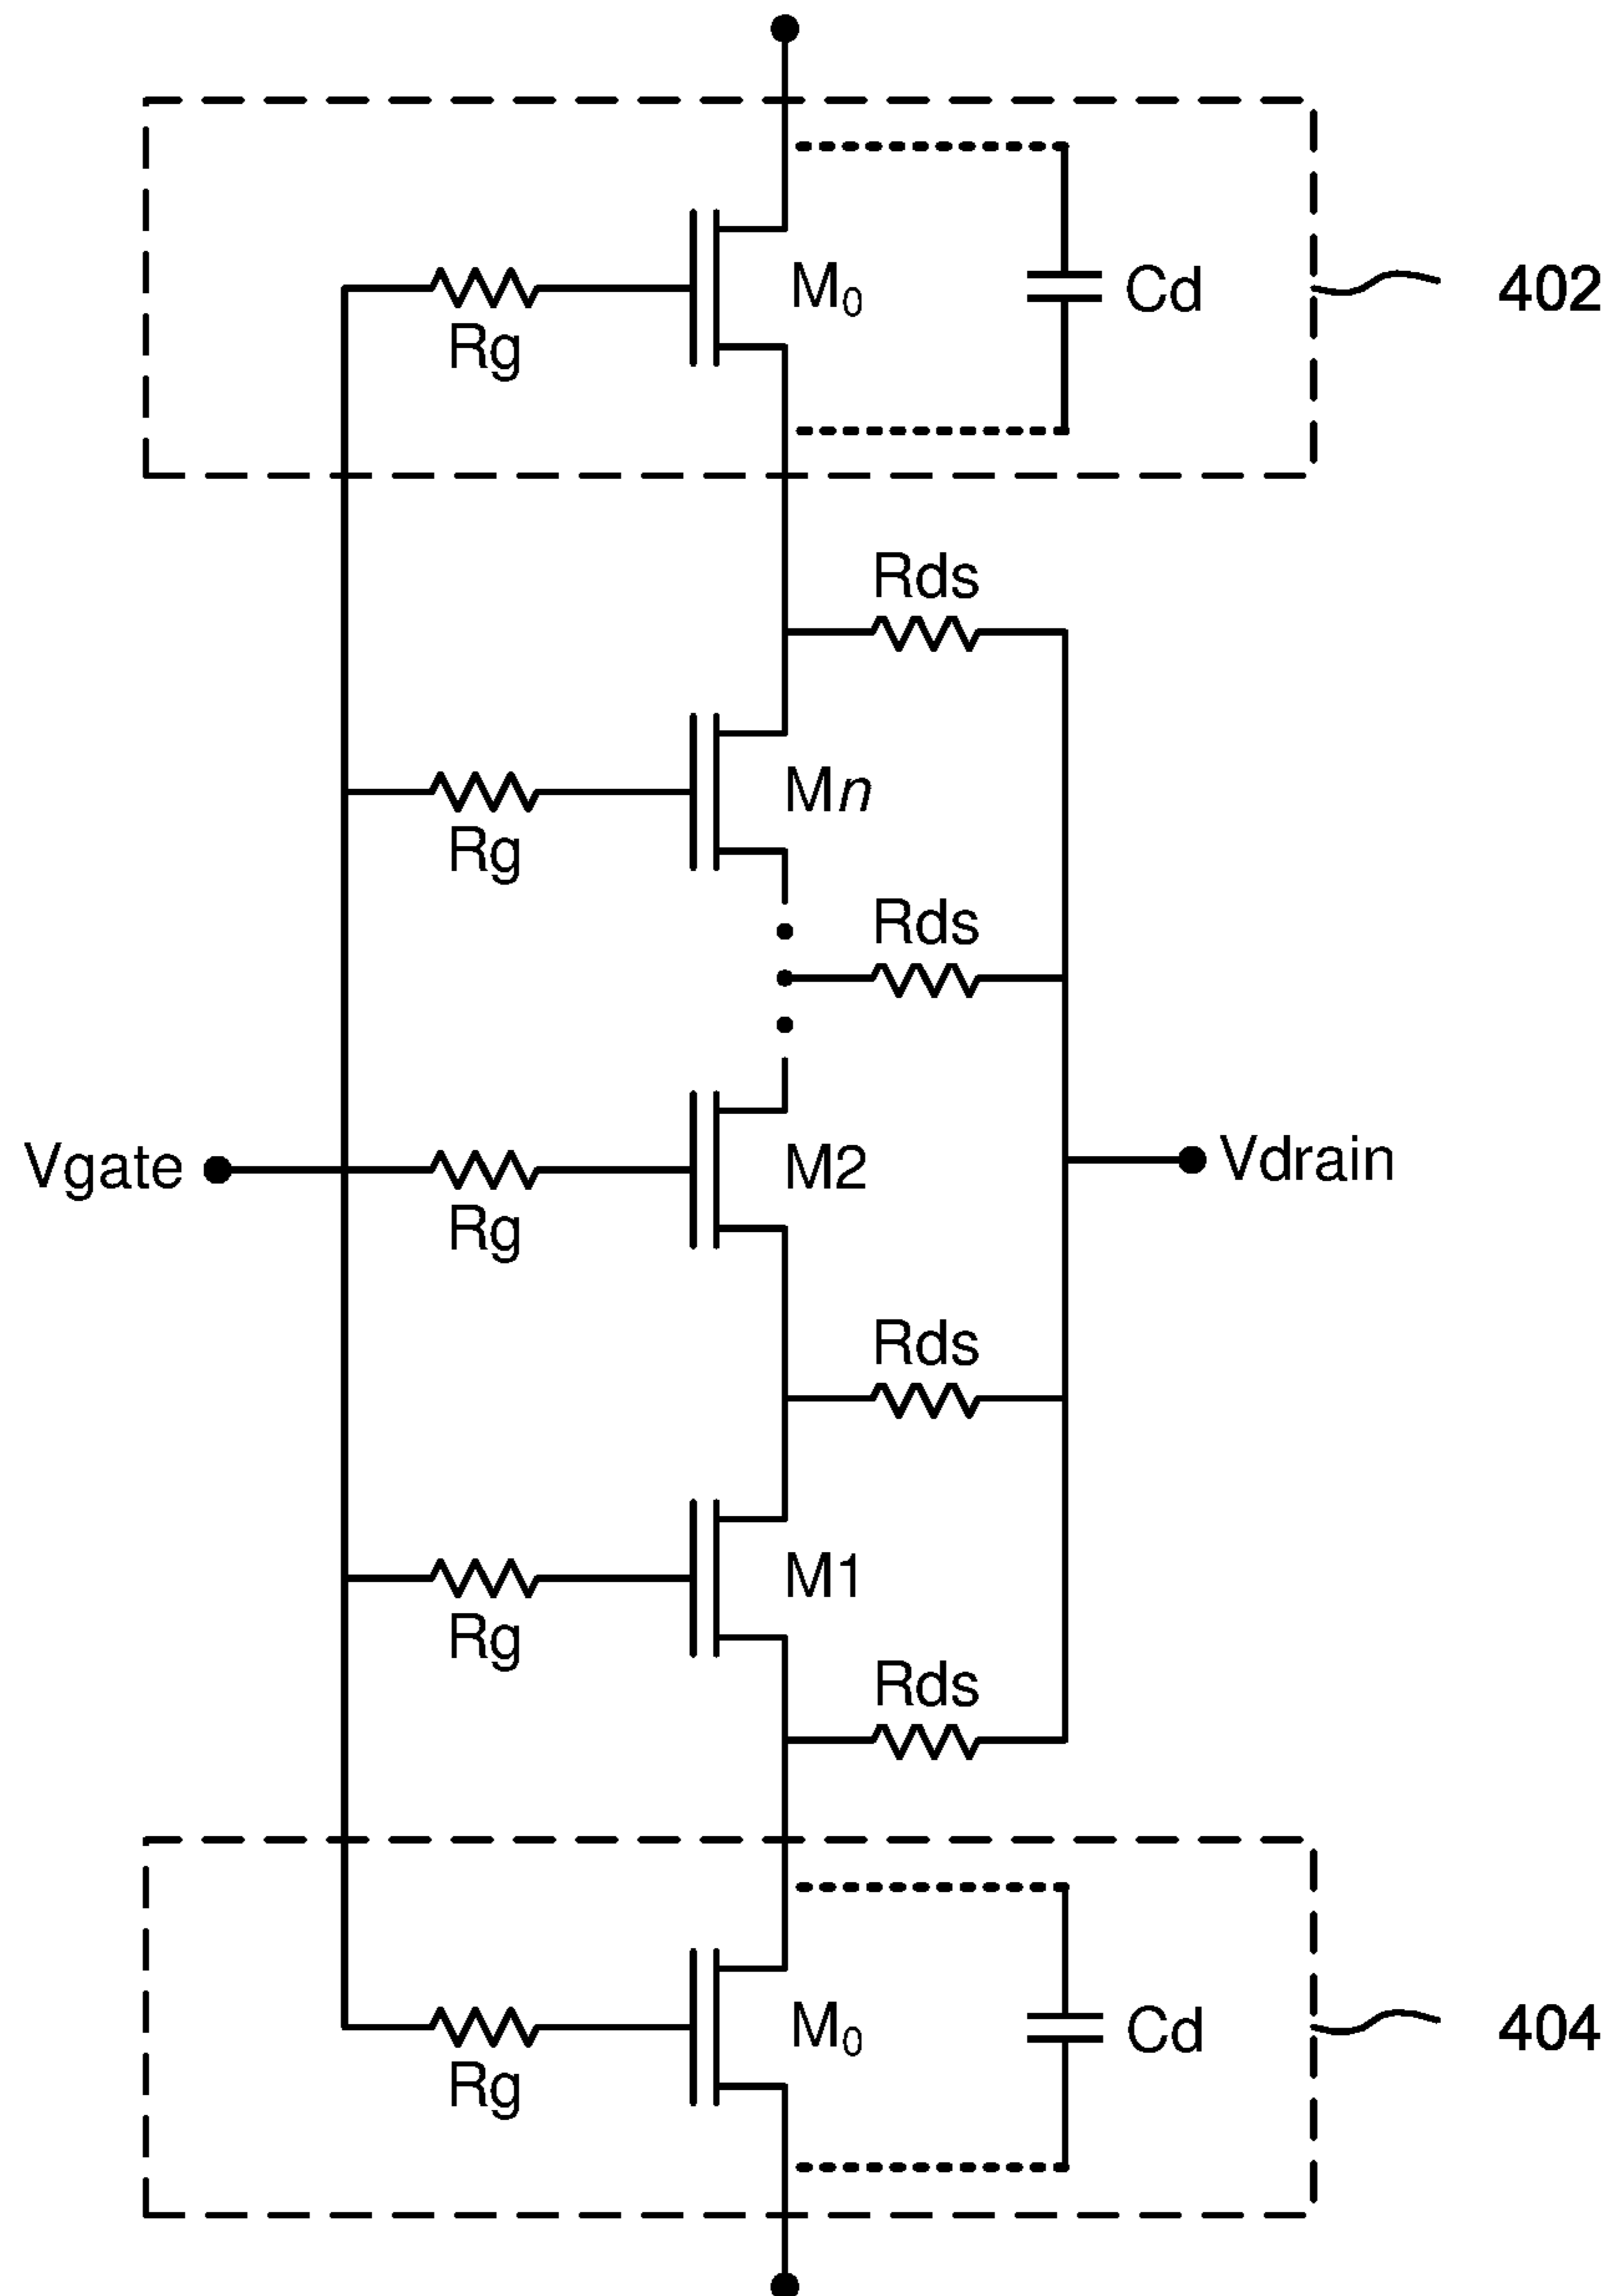 M₀
Cd
402
Rg
Rds
Mn
Rg
Rds
Vgate
M2
Vdrain
Rg
Rds
M1
Rg
Rds
M₀
Cd
404
Rg